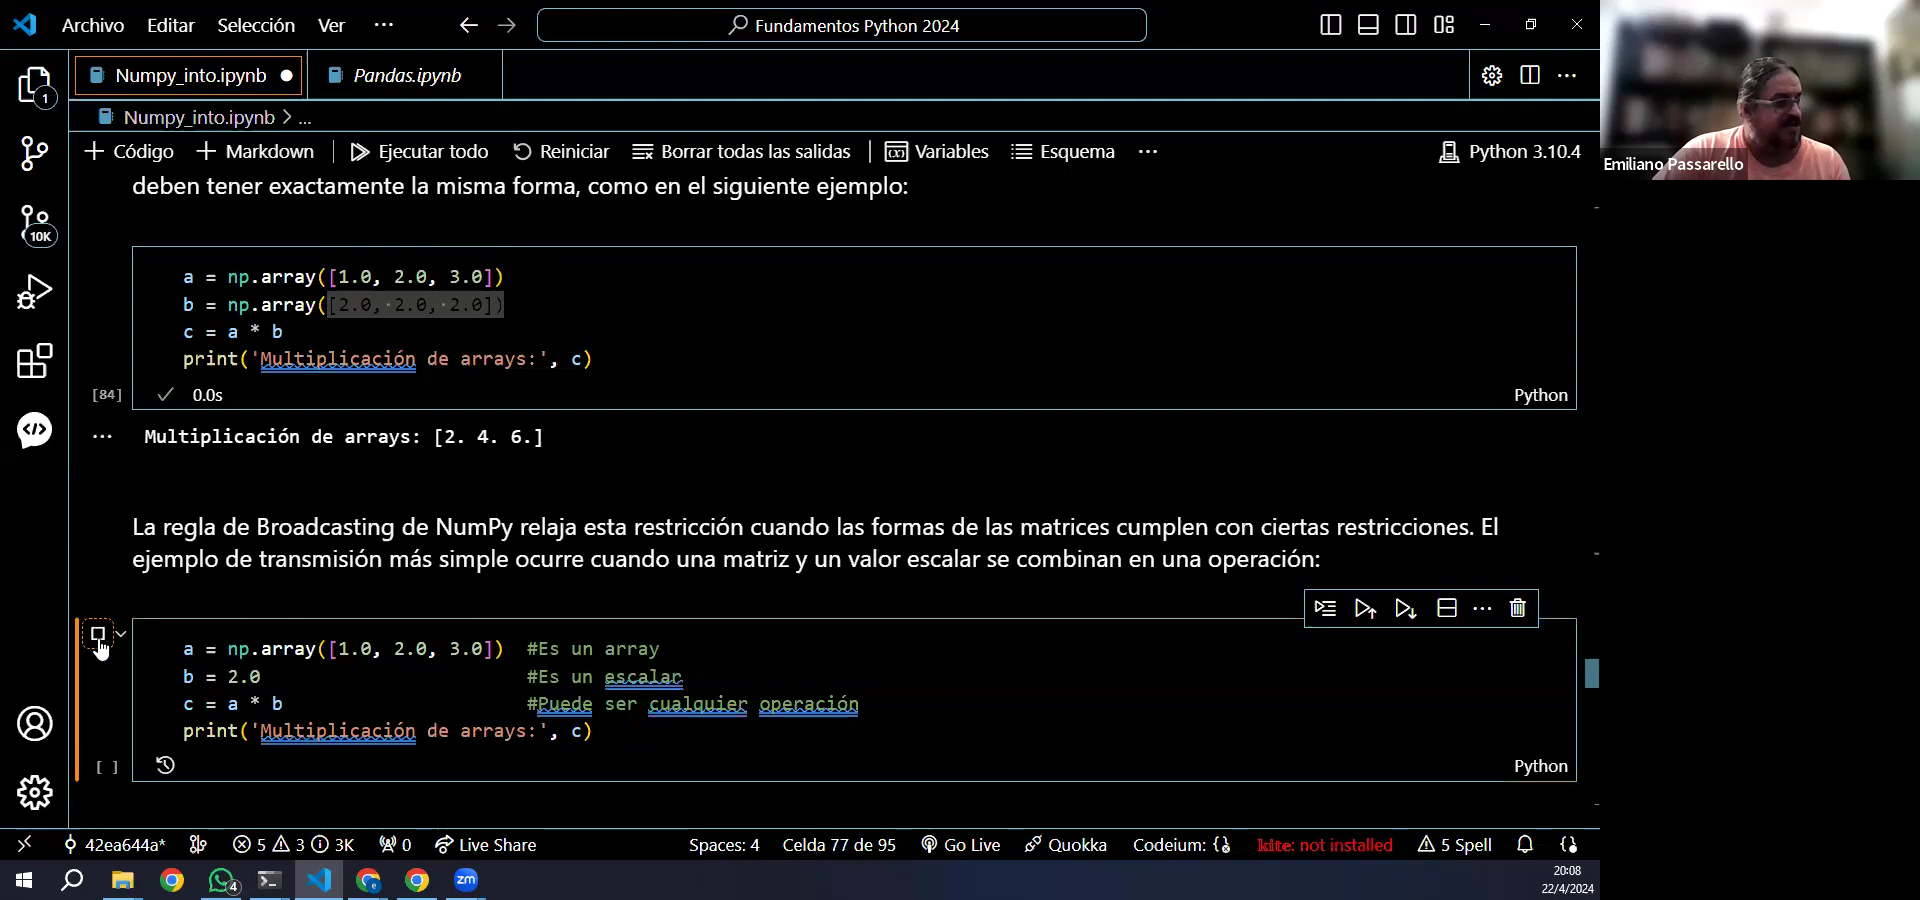 Archivo Editar Selección Ver ··· Fundamentos Python 2024
Numpy_into.ipynb Pandas.ipynb
1
Numpy_into.ipynb > ...
Código Markdown Ejecutar todo Reiniciar Borrar todas las salidas Variables Esquema ··· Python 3.10.4
Emiliano Passarello
deben tener exactamente la misma forma, como en el siguiente ejemplo:
10K
a = np.array([1.0, 2.0, 3.0])
b = np.array([2.0, 2.0, 2.0])
c = a * b
print('Multiplicación de arrays:', c)
[84] 0.0s Python
··· Multiplicación de arrays: [2. 4. 6.]
La regla de Broadcasting de NumPy relaja esta restricción cuando las formas de las matrices cumplen con ciertas restricciones. El
ejemplo de transmisión más simple ocurre cuando una matriz y un valor escalar se combinan en una operación:
a = np.array([1.0, 2.0, 3.0]) #Es un array
b = 2.0 #Es un escalar
c = a * b #Puede ser cualquier operación
print('Multiplicación de arrays:', c)
[ ] Python
42ea644a* 5 3 3K 0 Live Share Spaces: 4 Celda 77 de 95 Go Live Quokka Codeium: {} kite: not installed 5 Spell
4 zm 20:08
22/4/2024